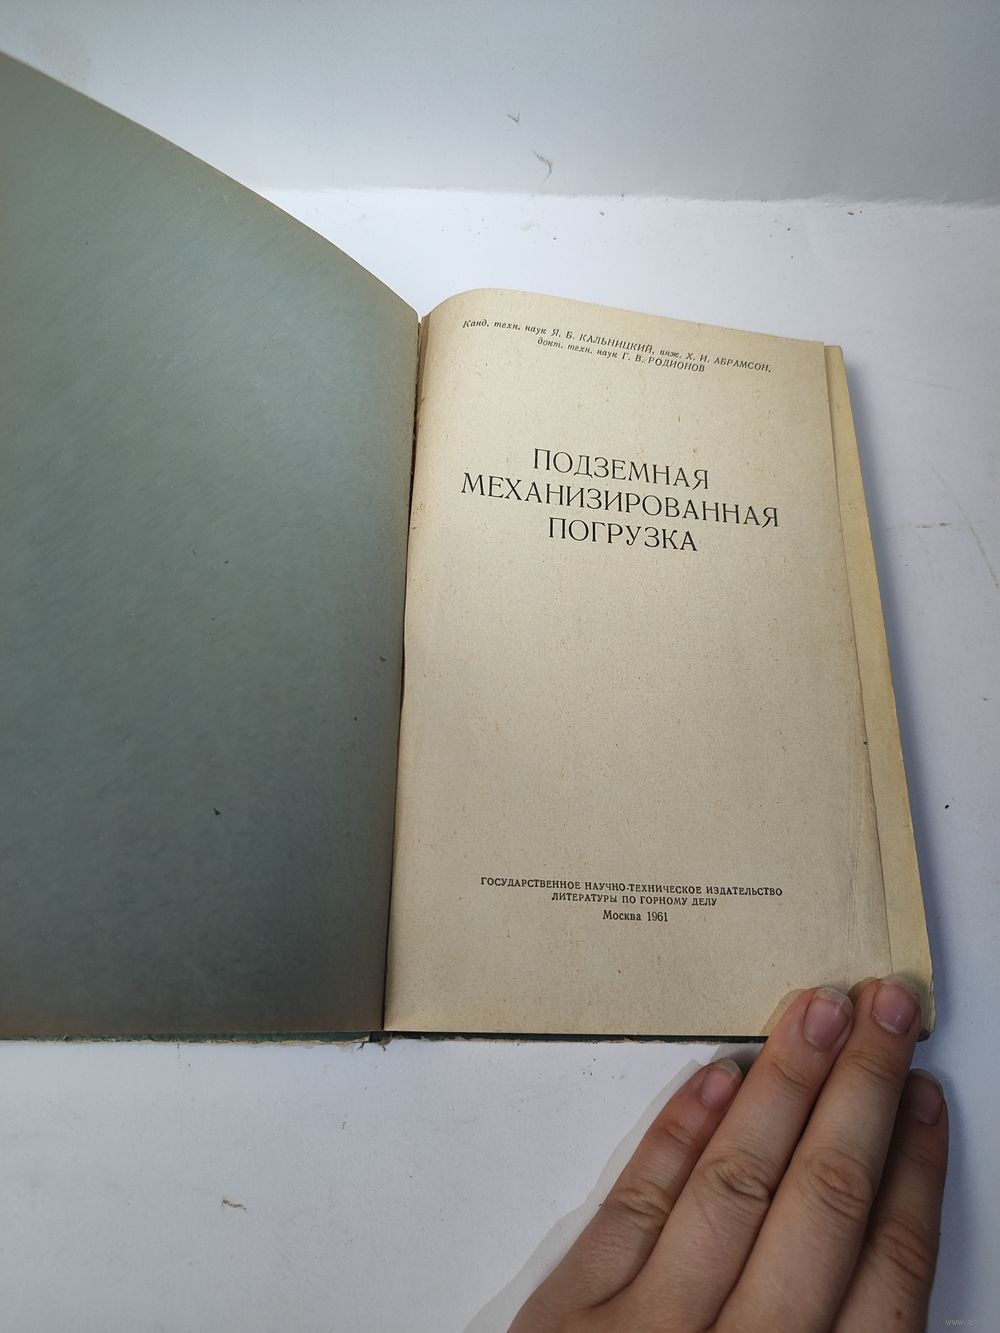 Канд. техн. наук Я. Б. КАЛЬНИЦКИЙ, инж. Х. И. АБРАМСОН,
докт. техн. наук Г. В. РОДИОНОВ
ПОДЗЕМНАЯ
МЕХАНИЗИРОВАННАЯ
ПОГРУЗКА
ГОСУДАРСТВЕННОЕ НАУЧНО-ТЕХНИЧЕСКОЕ ИЗДАТЕЛЬСТВО
ЛИТЕРАТУРЫ ПО ГОРНОМУ ДЕЛУ
Москва 1961